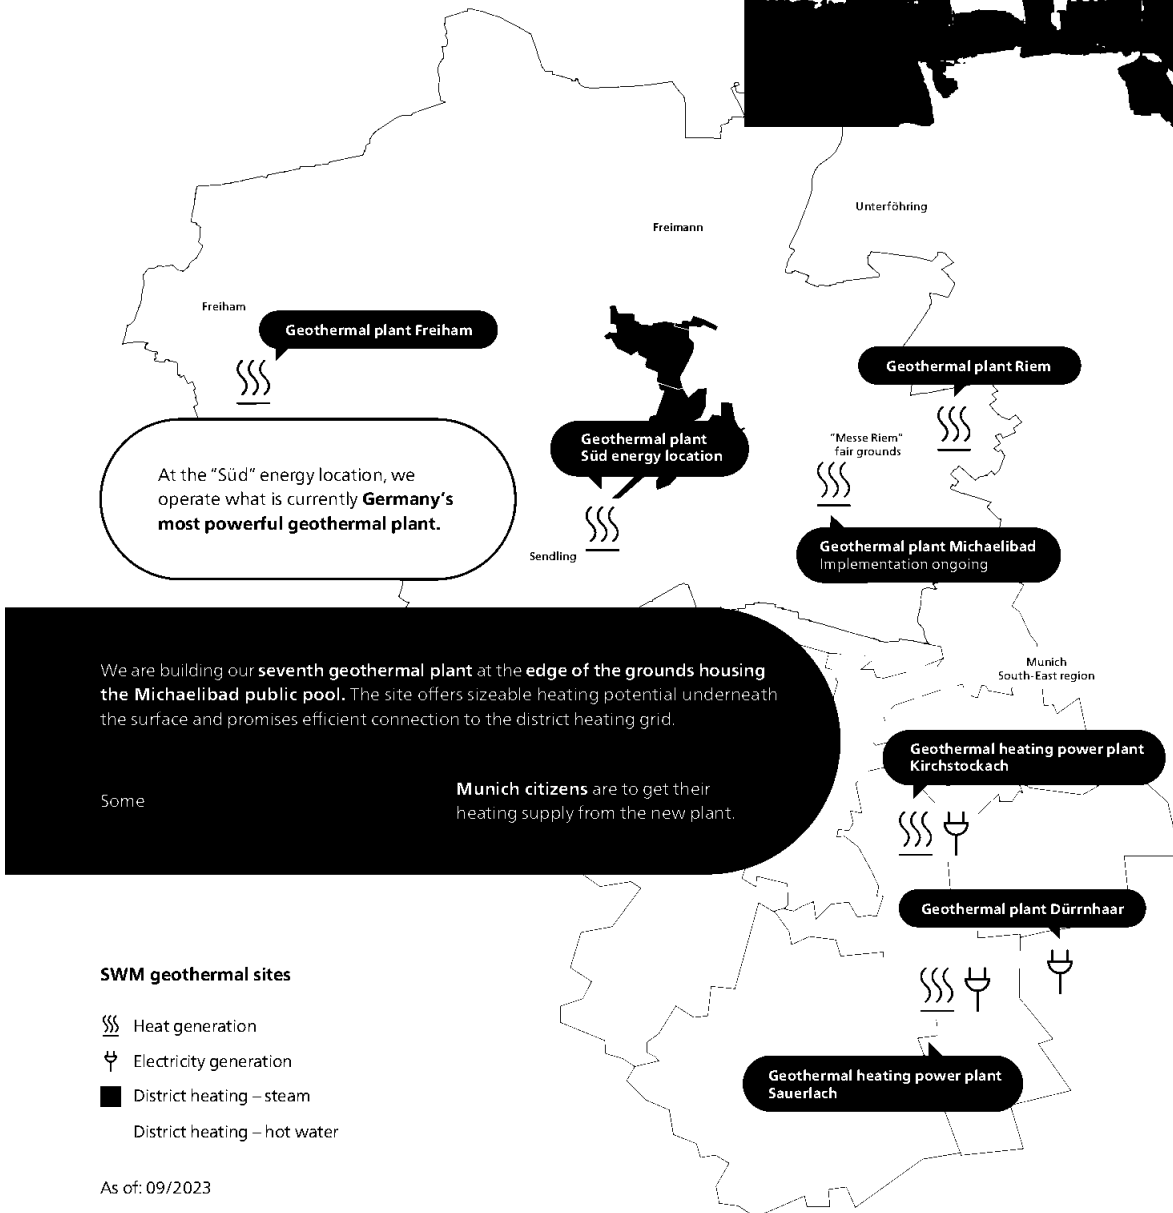 Unterföhring
Freimann
Freiham
Geothermal plant Freiham
Geothermal plant Riem
"Messe Riem"
fair grounds
Geothermal plant
Süd energy location
At the "Süd" energy location, we
operate what is currently Germany's
most powerful geothermal plant.
Sendling
Geothermal plant Michaelibad
Implementation ongoing
We are building our seventh geothermal plant at the edge of the grounds housing
the Michaelibad public pool. The site offers sizeable heating potential underneath
the surface and promises efficient connection to the district heating grid.
Some
Munich citizens are to get their
heating supply from the new plant.
Munich
South-East region
Geothermal heating power plant
Kirchstockach
Geothermal plant Dürrnhaar
Geothermal heating power plant
Sauerlach
SWM geothermal sites
Heat generation
Electricity generation
District heating – steam
District heating – hot water
As of: 09/2023